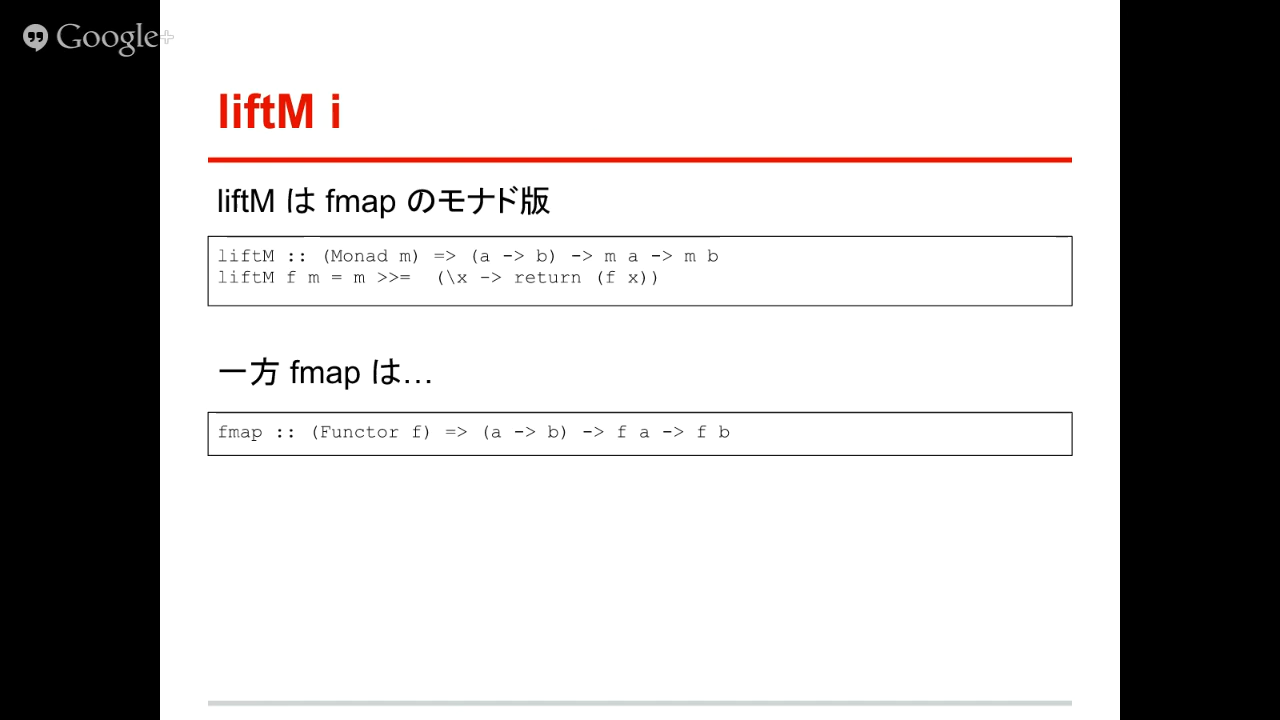 Google+
liftM i
liftM は fmap のモナド版
liftM :: (Monad m) => (a -> b) -> m a -> m b
liftM f m = m >>= (\x -> return (f x))
一方 fmap は…
fmap :: (Functor f) => (a -> b) -> f a -> f b